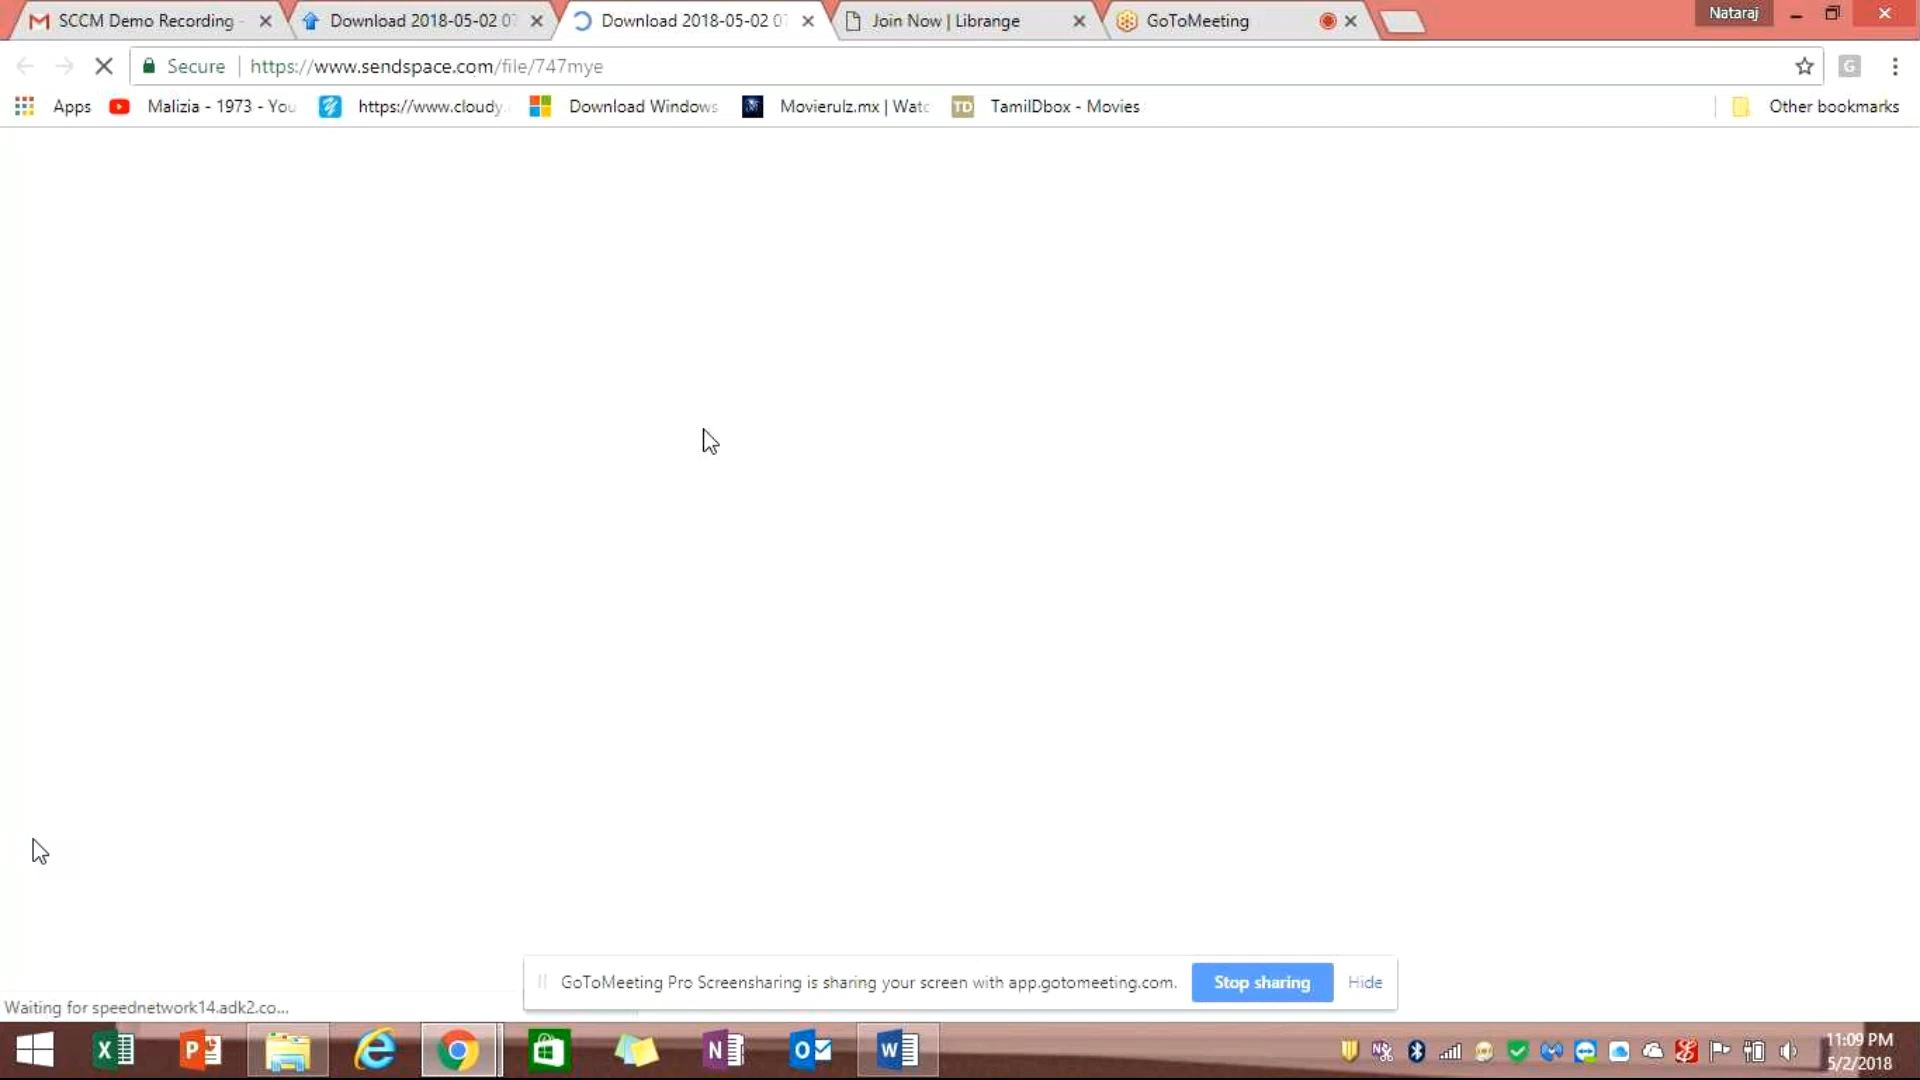 SCCM Demo Recording -
Download 2018-05-02 07
Download 2018-05-02 07
Join Now | Librange
GoToMeeting
Nataraj
Secure
https://www.sendspace.com/file/747mye
G
Apps
Malizia - 1973 - You
https://www.cloudy.
Download Windows
Movierulz.mx | Watc
TD
TamilDbox - Movies
Other bookmarks
GoToMeeting Pro Screensharing is sharing your screen with app.gotomeeting.com.
Stop sharing
Hide
Waiting for speednetwork14.adk2.co...
11:09 PM
5/2/2018